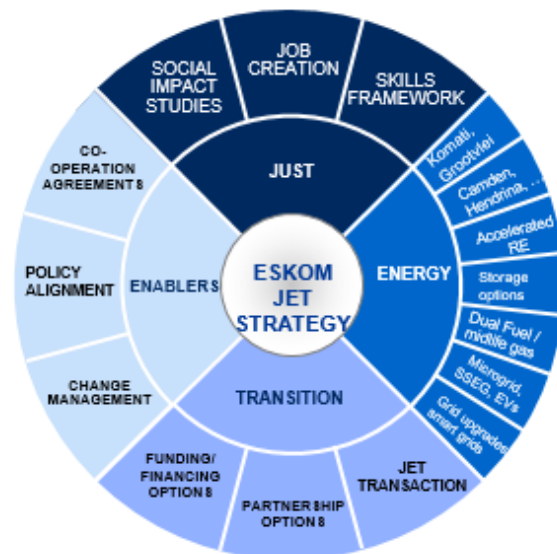 SOCIAL
IMPACT
STUDIES
JOB
CREATION
SKILLS
FRAMEWORK
JUST
Komati,
Grootvlei
Camden,
Hendrina, ...
Accelerated
RE
Storage
options
Dual Fuel /
midlife gas
Microgrid,
SSEG, EVs
Grid upgrades
smart grids
ENERGY
ESKOM
JET
STRATEGY
ENABLERS
CO-
OPERATION
AGREEMENTS
POLICY
ALIGNMENT
CHANGE
MANAGEMENT
TRANSITION
FUNDING/
FINANCING
OPTIONS
PARTNERSHIP
OPTIONS
JET
TRANSACTION